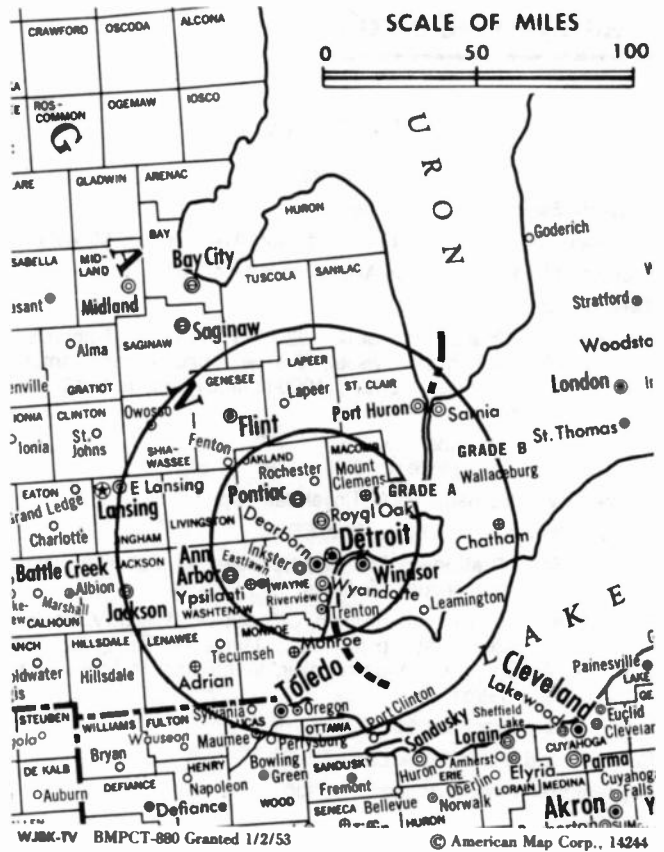 SCALE OF MILES
0 50 100
CRAWFORD OSCODA ALCONA
ROS-
COMMON OGEMAW IOSCO
G
GLADWIN ARENAC
HURON
U
R
O
N
Goderich
BAY
SABELLA MID-
LAND A Bay City
TUSCOLA SANILAC
Midland
Stratford
Saginaw
Alma SAGINAW
Woodsto
LAPEER
GENESEE
ST. CLAIR
GRATIOT N
Lapeer
London
IONIA CLINTON Owosso
Port Huron Sarnia
Flint
Ionia St.
Johns
SHIA-
WASSEE
Fenton
OAKLAND MACOMB
GRADE B St. Thomas
Rochester Mount
Clemens
Wallaceburg
EATON E Lansing
Pontiac
GRADE A
Grand Ledge Lansing
LIVINGSTON
Royal Oak
Charlotte
INGHAM
Dearborn Detroit
Chatham
Battle Creek JACKSON
Ann
Arbor
Inkster
Eastlawn
Windsor
Albion
Marshall
Jackson
Ypsilanti WAYNE Wyandotte
CALHOUN
WASHTENAW
Riverview
Trenton
Leamington
HILLSDALE LENAWEE MONROE
Tecumseh
Monroe
L A K E
Hillsdale
Adrian
Toledo
Cleveland
Painesville
LAKE
Lakewood
STEUBEN
WILLIAMS FULTON
Sylvania
LUCAS
Oregon
Port Clinton
Sheffield
Lake
Euclid
OTTAWA
Sandusky
Lorain
Bryan Wauseon
Maumee Perrysburg
CUYAHOGA
Parma
DE KALB
HENRY
Napoleon
Bowling
Green
SANDUSKY
Fremont
Huron ERIE
Amherst
Elyria
Oberlin
LORAIN MEDINA
Auburn
DEFIANCE
Defiance
WOOD
SENECA
Bellevue
Norwalk
HURON
Akron
Falls
WJBK-TV BMPCT-880 Granted 1/2/53
© American Map Corp., 14244